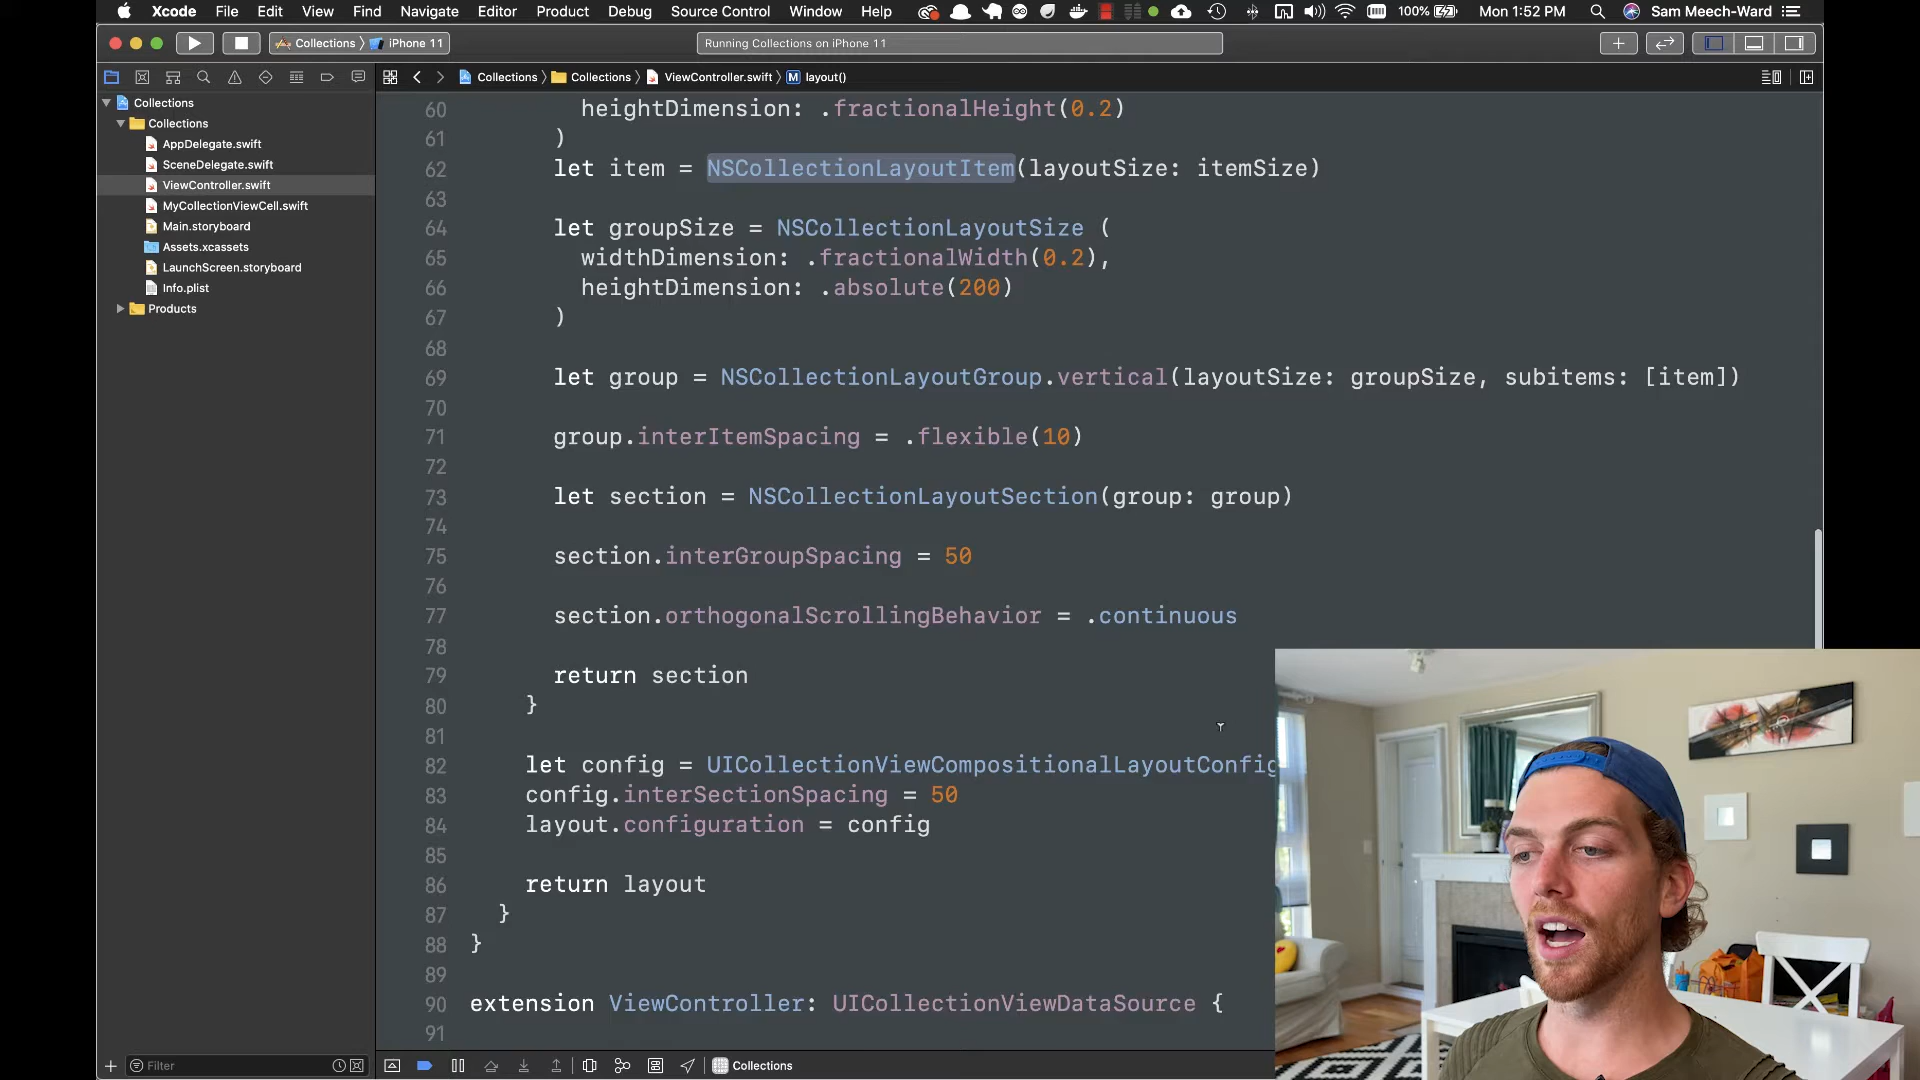 Xcode File Edit View Find Navigate Editor Product Debug Source Control Window Help 100% Mon 1:52 PM Sam Meech-Ward
Collections iPhone 11 Running Collections on iPhone 11
Collections Collections ViewController.swift M layout()
Collections
Collections
AppDelegate.swift
SceneDelegate.swift
ViewController.swift
MyCollectionViewCell.swift
Main.storyboard
Assets.xcassets
LaunchScreen.storyboard
Info.plist
Products
60 heightDimension: .fractionalHeight(0.2)
61 )
62 let item = NSCollectionLayoutItem(layoutSize: itemSize)
63
64 let groupSize = NSCollectionLayoutSize (
65 widthDimension: .fractionalWidth(0.2),
66 heightDimension: .absolute(200)
67 )
68
69 let group = NSCollectionLayoutGroup.vertical(layoutSize: groupSize, subitems: [item])
70
71 group.interItemSpacing = .flexible(10)
72
73 let section = NSCollectionLayoutSection(group: group)
74
75 section.interGroupSpacing = 50
76
77 section.orthogonalScrollingBehavior = .continuous
78
79 return section
80 }
81
82 let config = UICollectionViewCompositionalLayoutConfig
83 config.interSectionSpacing = 50
84 layout.configuration = config
85
86 return layout
87 }
88 }
89
90 extension ViewController: UICollectionViewDataSource {
91
Filter
Collections